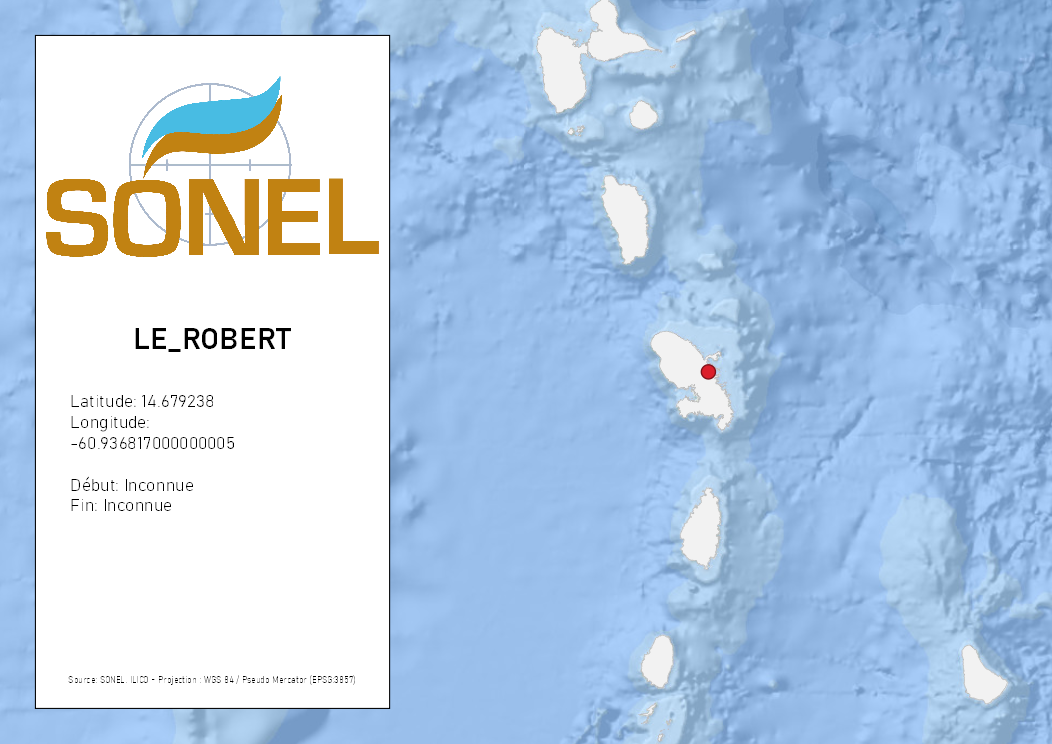 SONEL
LE_ROBERT
Latitude: 14.679238
Longitude:
-60.936817000000005
Début: Inconnue
Fin: Inconnue
Source: SONEL, ILICO - Projection : WGS 84 / Pseudo Mercator (EPSG:3857)